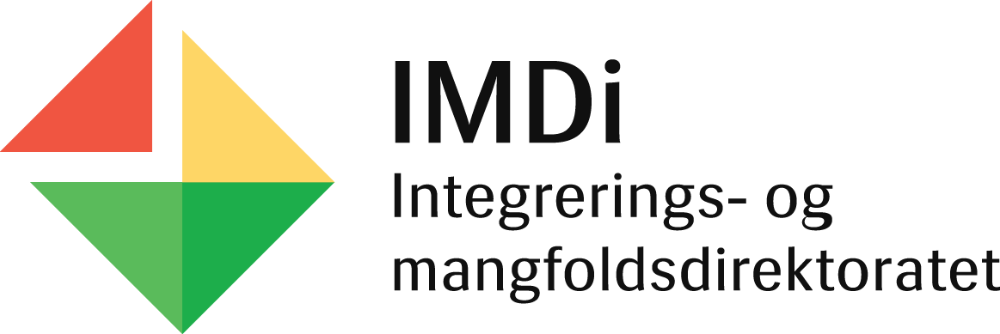 IMDi
Integrerings- og
mangfoldsdirektoratet